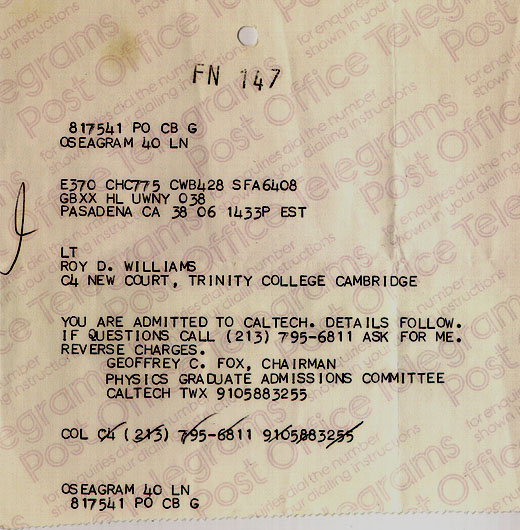 FN 147
817541 PO CB G
OSEAGRAM 40 LN
E370 CHC775 CWB428 SFA6408
GBXX HL UWNY 038
PASADENA CA 38 06 1433P EST
LT
ROY D. WILLIAMS
C4 NEW COURT, TRINITY COLLEGE CAMBRIDGE
YOU ARE ADMITTED TO CALTECH. DETAILS FOLLOW.
IF QUESTIONS CALL (213) 795-6811 ASK FOR ME.
REVERSE CHARGES.
GEOFFREY C. FOX, CHAIRMAN
PHYSICS GRADUATE ADMISSIONS COMMITTEE
CALTECH TWX 9105883255
COL C4 (213) 795-6811 9105883255
OSEAGRAM 40 LN
817541 PO CB G
Post Office Telegrams
for enquiries dial the number
shown in your dialling instructions